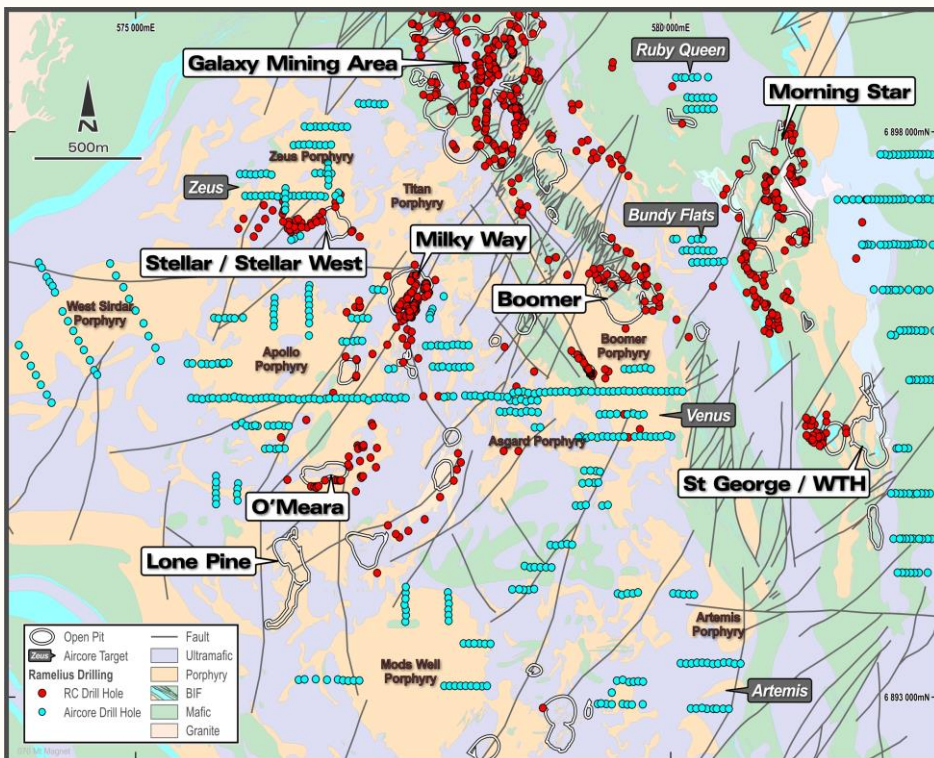 575 000mE
580 000mE
Ruby Queen
Galaxy Mining Area
Morning Star
N
500m
6 898 000mN
Zeus Porphyry
Zeus
Titan
Porphyry
Bundy Flats
Stellar / Stellar West
Milky Way
West Sirdar
Porphyry
Boomer
Apollo
Porphyry
Boomer
Porphyry
Venus
Asgard Porphyry
St George / WTH
O'Meara
Lone Pine
Artemis
Porphyry
Mods Well
Porphyry
Artemis
6 893 000mN
Open Pit
Zeus Aircore Target
Ramelius Drilling
RC Drill Hole
Aircore Drill Hole
Fault
Ultramafic
Porphyry
BIF
Mafic
Granite